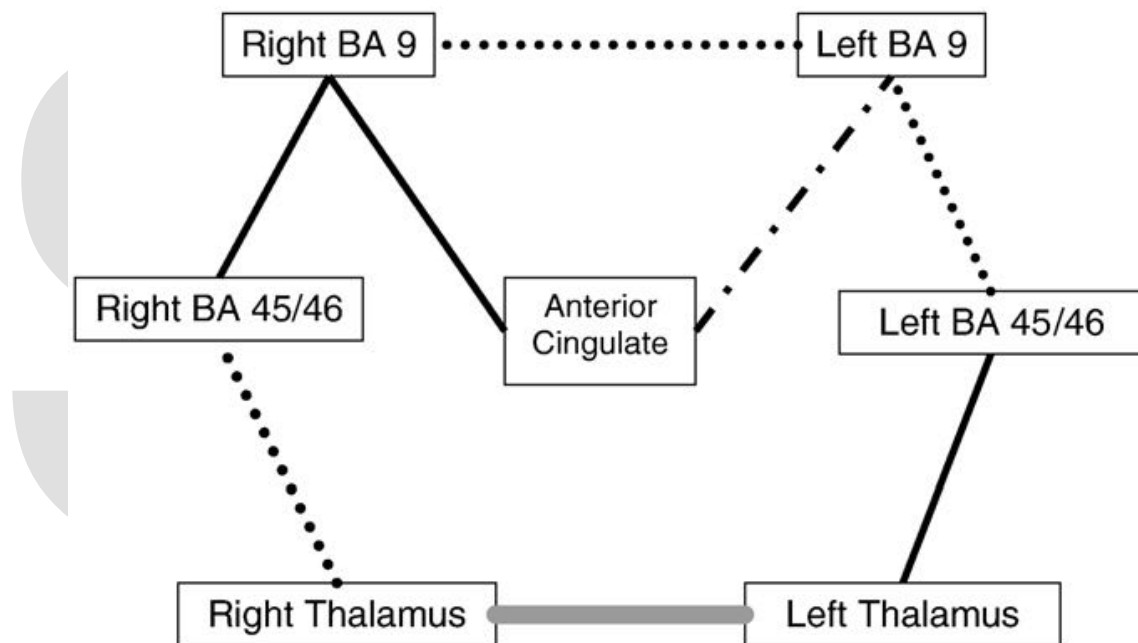 Right BA 9
Left BA 9
Right BA 45/46
Anterior
Cingulate
Left BA 45/46
Right Thalamus
Left Thalamus